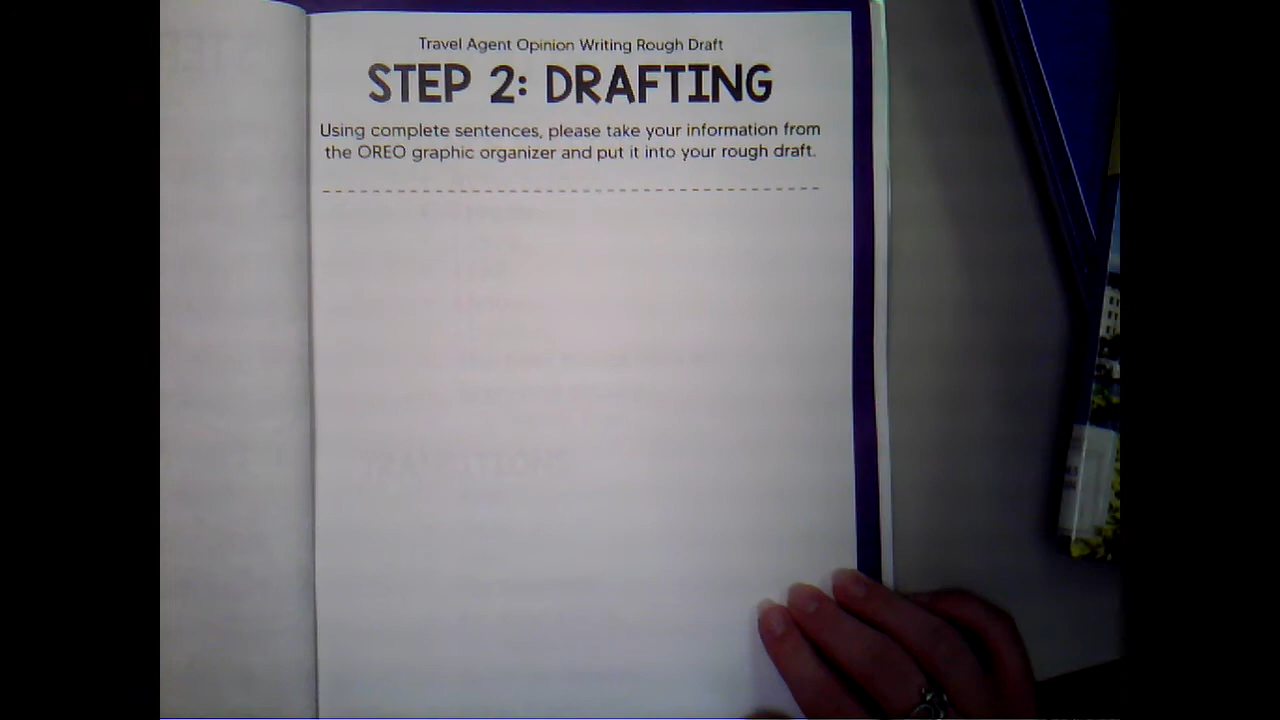 Travel Agent Opinion Writing Rough Draft
STEP 2: DRAFTING
Using complete sentences, please take your information from
the OREO graphic organizer and put it into your rough draft.